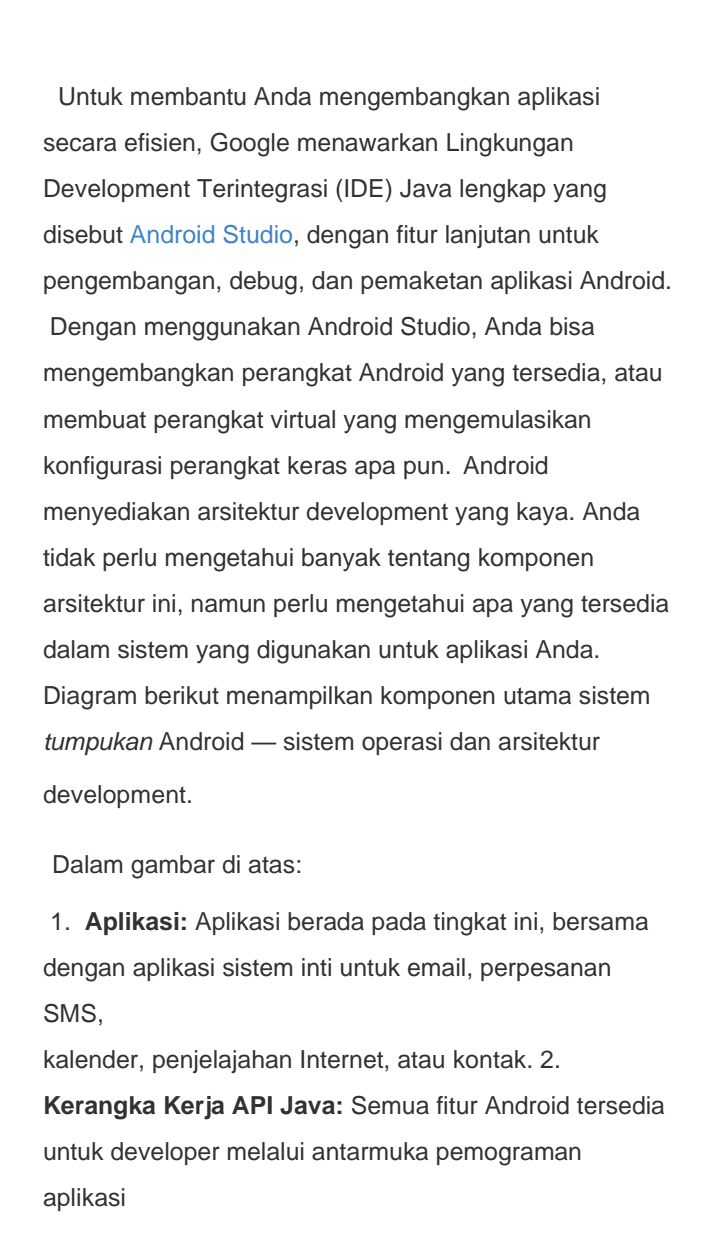 Untuk membantu Anda mengembangkan aplikasi
secara efisien, Google menawarkan Lingkungan
Development Terintegrasi (IDE) Java lengkap yang
disebut Android Studio, dengan fitur lanjutan untuk
pengembangan, debug, dan pemaketan aplikasi Android.
Dengan menggunakan Android Studio, Anda bisa
mengembangkan perangkat Android yang tersedia, atau
membuat perangkat virtual yang mengemulasikan
konfigurasi perangkat keras apa pun. Android
menyediakan arsitektur development yang kaya. Anda
tidak perlu mengetahui banyak tentang komponen
arsitektur ini, namun perlu mengetahui apa yang tersedia
dalam sistem yang digunakan untuk aplikasi Anda.
Diagram berikut menampilkan komponen utama sistem
tumpukan Android — sistem operasi dan arsitektur
development.
Dalam gambar di atas:
1. Aplikasi: Aplikasi berada pada tingkat ini, bersama
dengan aplikasi sistem inti untuk email, perpesanan
SMS,
kalender, penjelajahan Internet, atau kontak. 2.
Kerangka Kerja API Java: Semua fitur Android tersedia
untuk developer melalui antarmuka pemograman
aplikasi